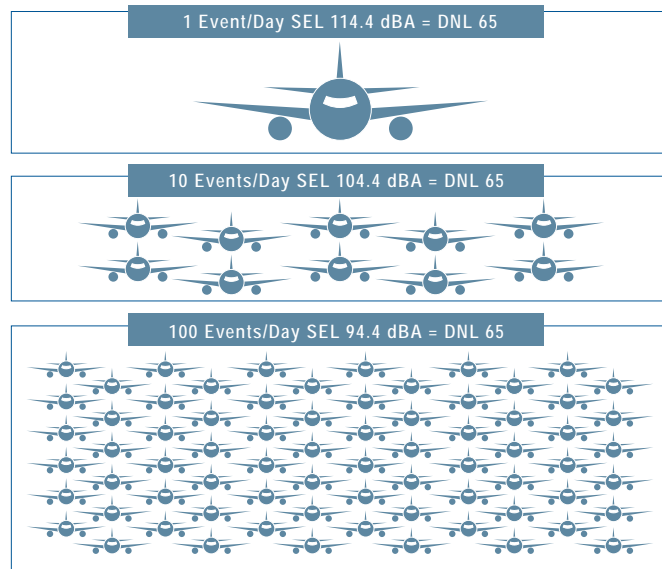 1 Event/Day SEL 114.4 dBA = DNL 65
10 Events/Day SEL 104.4 dBA = DNL 65
100 Events/Day SEL 94.4 dBA = DNL 65